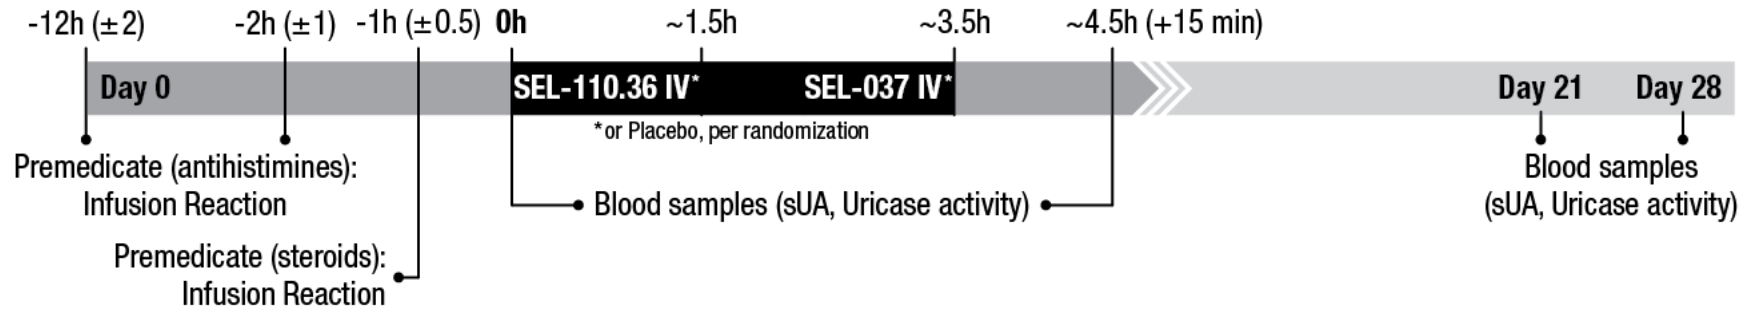 -12h (±2) -2h (±1) -1h (±0.5) 0h ~1.5h ~3.5h ~4.5h (+15 min)
Day 0 SEL-110.36 IV* SEL-037 IV* Day 21 Day 28
*or Placebo, per randomization
Premedicate (antihistimines):
Infusion Reaction
Blood samples (sUA, Uricase activity)
Blood samples
(sUA, Uricase activity)
Premedicate (steroids):
Infusion Reaction